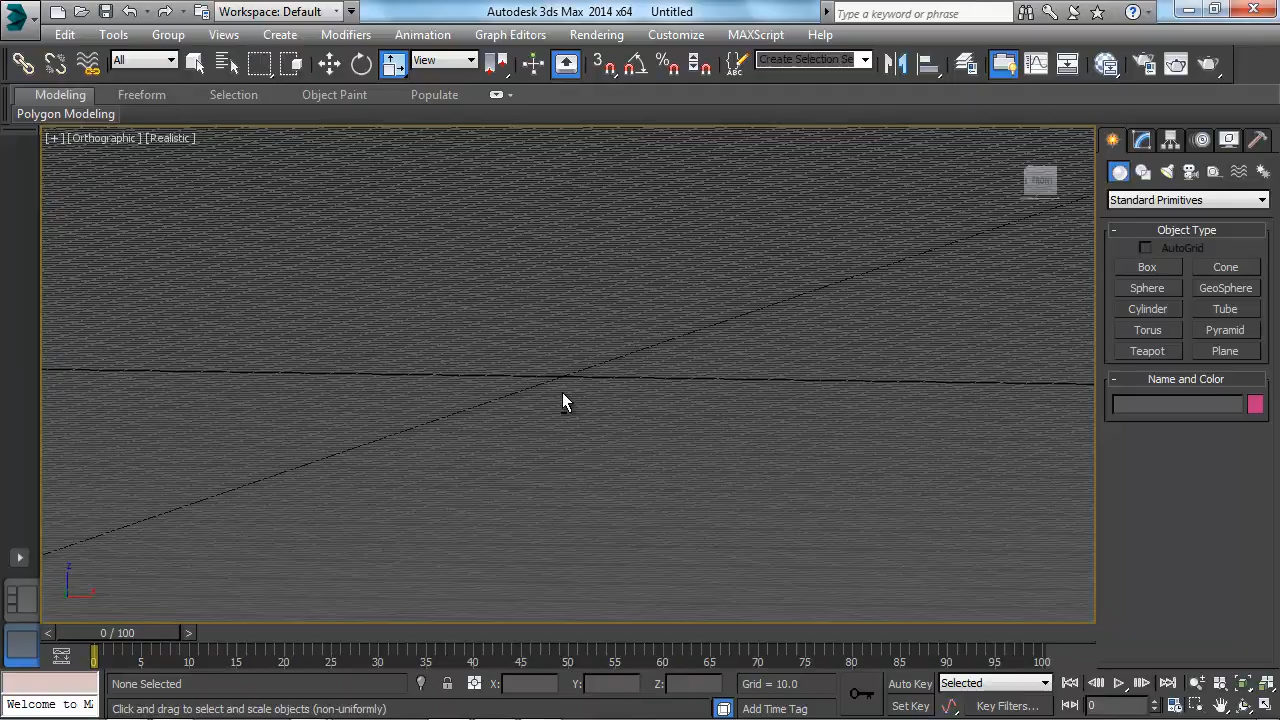 Workspace: Default
Autodesk 3ds Max 2014 x64 Untitled
Type a keyword or phrase
Edit Tools Group Views Create Modifiers Animation Graph Editors Rendering Customize MAXScript Help
All
View
3
Create Selection Se
Modeling Freeform Selection Object Paint Populate
Polygon Modeling
[+] [Orthographic ] [Realistic ]
FRONT
Standard Primitives
- Object Type
AutoGrid
Box Cone
Sphere GeoSphere
Cylinder Tube
Torus Pyramid
Teapot Plane
- Name and Color
z
< 0 / 100 >
0 5 10 15 20 25 30 35 40 45 50 55 60 65 70 75 80 85 90 95 100
None Selected X: Y: Z: Grid = 10.0 Auto Key Selected
Welcome to M
Click and drag to select and scale objects (non-uniformly) Add Time Tag Set Key Key Filters... 0